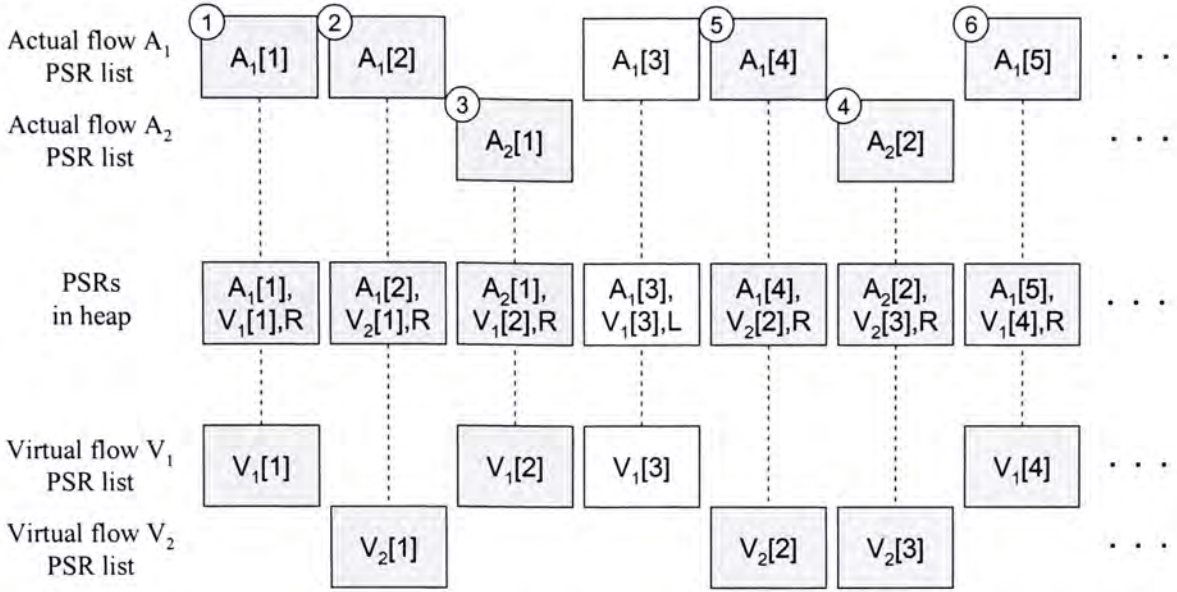 1 2 5 6
Actual flow A₁ PSR list
A₁[1] A₁[2] A₁[3] A₁[4] A₁[5] . . .
3 4
Actual flow A₂ PSR list
A₂[1] A₂[2] . . .
PSRs in heap
A₁[1], V₁[1],R
A₁[2], V₂[1],R
A₂[1], V₁[2],R
A₁[3], V₁[3],L
A₁[4], V₂[2],R
A₂[2], V₂[3],R
A₁[5], V₁[4],R
. . .
Virtual flow V₁ PSR list
V₁[1] V₁[2] V₁[3] V₁[4] . . .
Virtual flow V₂ PSR list
V₂[1] V₂[2] V₂[3] . . .